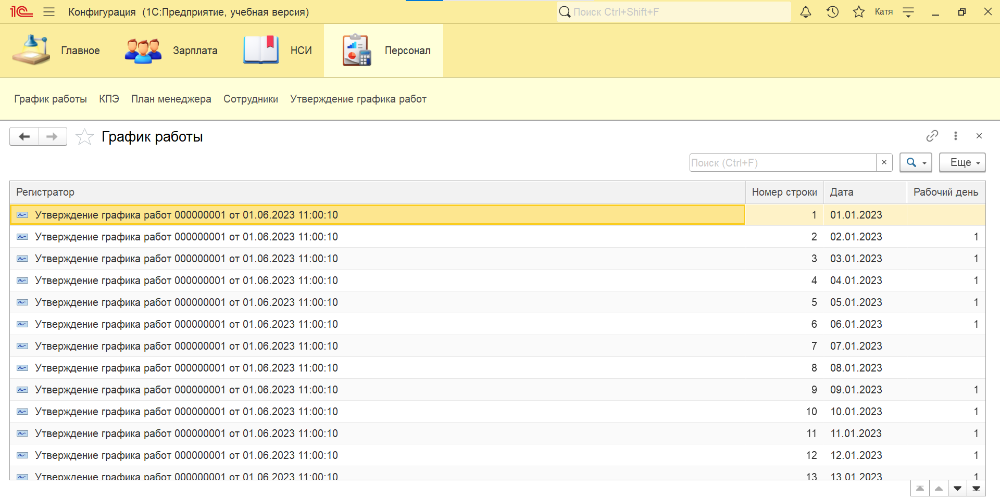 1С Конфигурация (1С:Предприятие, учебная версия) Поиск Ctrl+Shift+F Катя
Главное Зарплата НСИ Персонал
График работы КПЭ План менеджера Сотрудники Утверждение графика работ
График работы
Поиск (Ctrl+F) × Еще
Регистратор Номер строки Дата Рабочий день
Утверждение графика работ 000000001 от 01.06.2023 11:00:10 1 01.01.2023
Утверждение графика работ 000000001 от 01.06.2023 11:00:10 2 02.01.2023 1
Утверждение графика работ 000000001 от 01.06.2023 11:00:10 3 03.01.2023 1
Утверждение графика работ 000000001 от 01.06.2023 11:00:10 4 04.01.2023 1
Утверждение графика работ 000000001 от 01.06.2023 11:00:10 5 05.01.2023 1
Утверждение графика работ 000000001 от 01.06.2023 11:00:10 6 06.01.2023 1
Утверждение графика работ 000000001 от 01.06.2023 11:00:10 7 07.01.2023
Утверждение графика работ 000000001 от 01.06.2023 11:00:10 8 08.01.2023
Утверждение графика работ 000000001 от 01.06.2023 11:00:10 9 09.01.2023 1
Утверждение графика работ 000000001 от 01.06.2023 11:00:10 10 10.01.2023 1
Утверждение графика работ 000000001 от 01.06.2023 11:00:10 11 11.01.2023 1
Утверждение графика работ 000000001 от 01.06.2023 11:00:10 12 12.01.2023 1
Утверждение графика работ 000000001 от 01.06.2023 11:00:10 13 13.01.2023 1